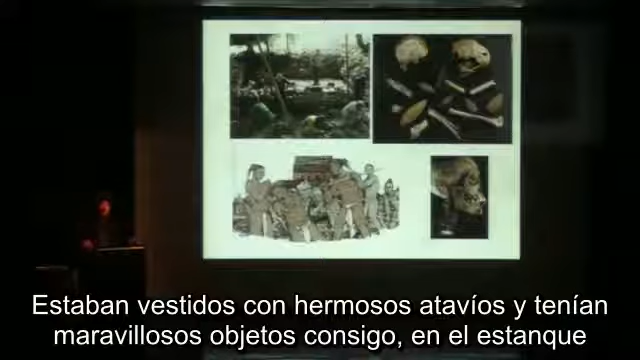 Estaban vestidos con hermosos atavíos y tenían
maravillosos objetos consigo, en el estanque